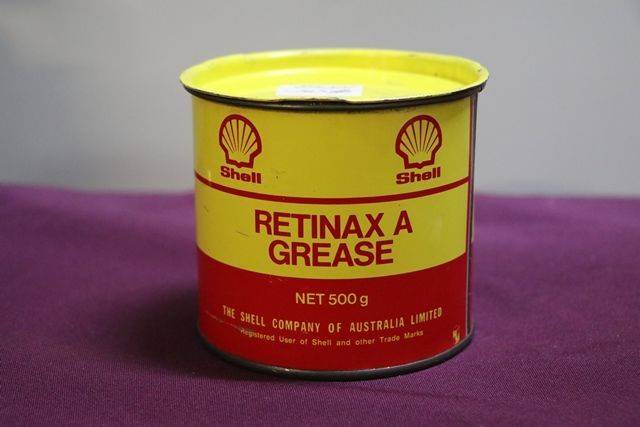 Shell Shell
RETINAX A
GREASE
NET 500 g
THE SHELL COMPANY OF AUSTRALIA LIMITED
Registered User of Shell and other Trade Marks